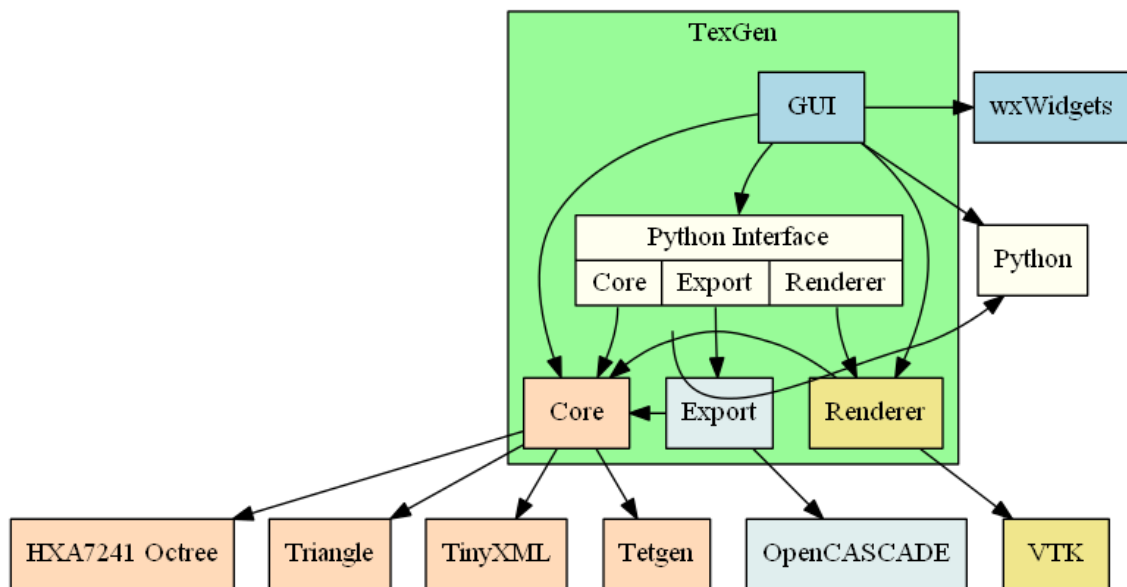 TexGen
GUI
wxWidgets
Python Interface
Core
Export
Renderer
Python
Core
Export
Renderer
HXA7241 Octree
Triangle
TinyXML
Tetgen
OpenCASCADE
VTK